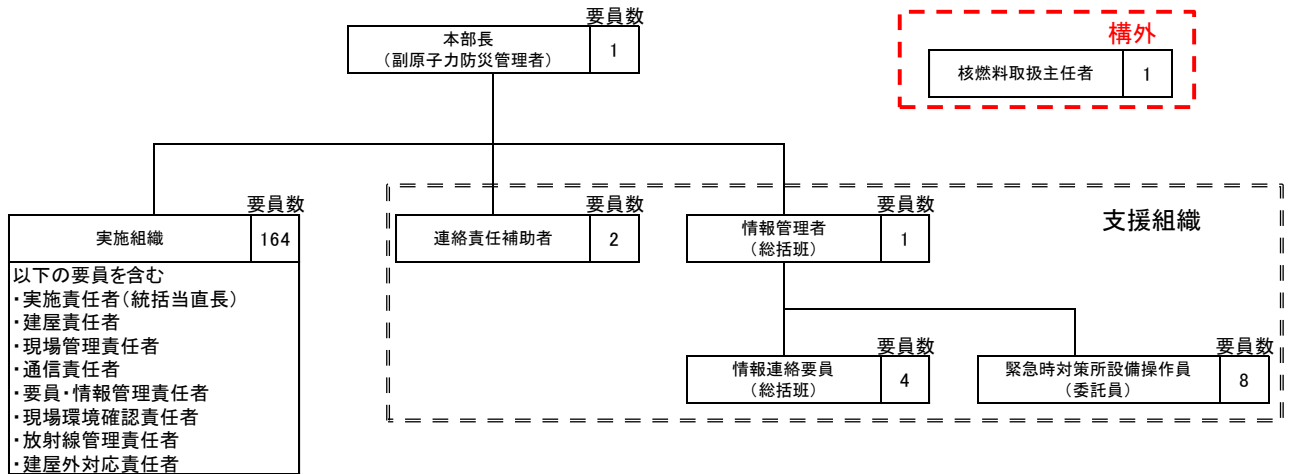 要員数
本部長
（副原子力防災管理者）
1
構外
核燃料取扱主任者
1
要員数
実施組織
164
以下の要員を含む
・実施責任者（統括当直長）
・建屋責任者
・現場管理責任者
・通信責任者
・要員・情報管理責任者
・現場環境確認責任者
・放射線管理責任者
・建屋外対応責任者
要員数
連絡責任補助者
2
要員数
情報管理者
（総括班）
1
支援組織
要員数
情報連絡要員
（総括班）
4
要員数
緊急時対策所設備操作員
（委託員）
8